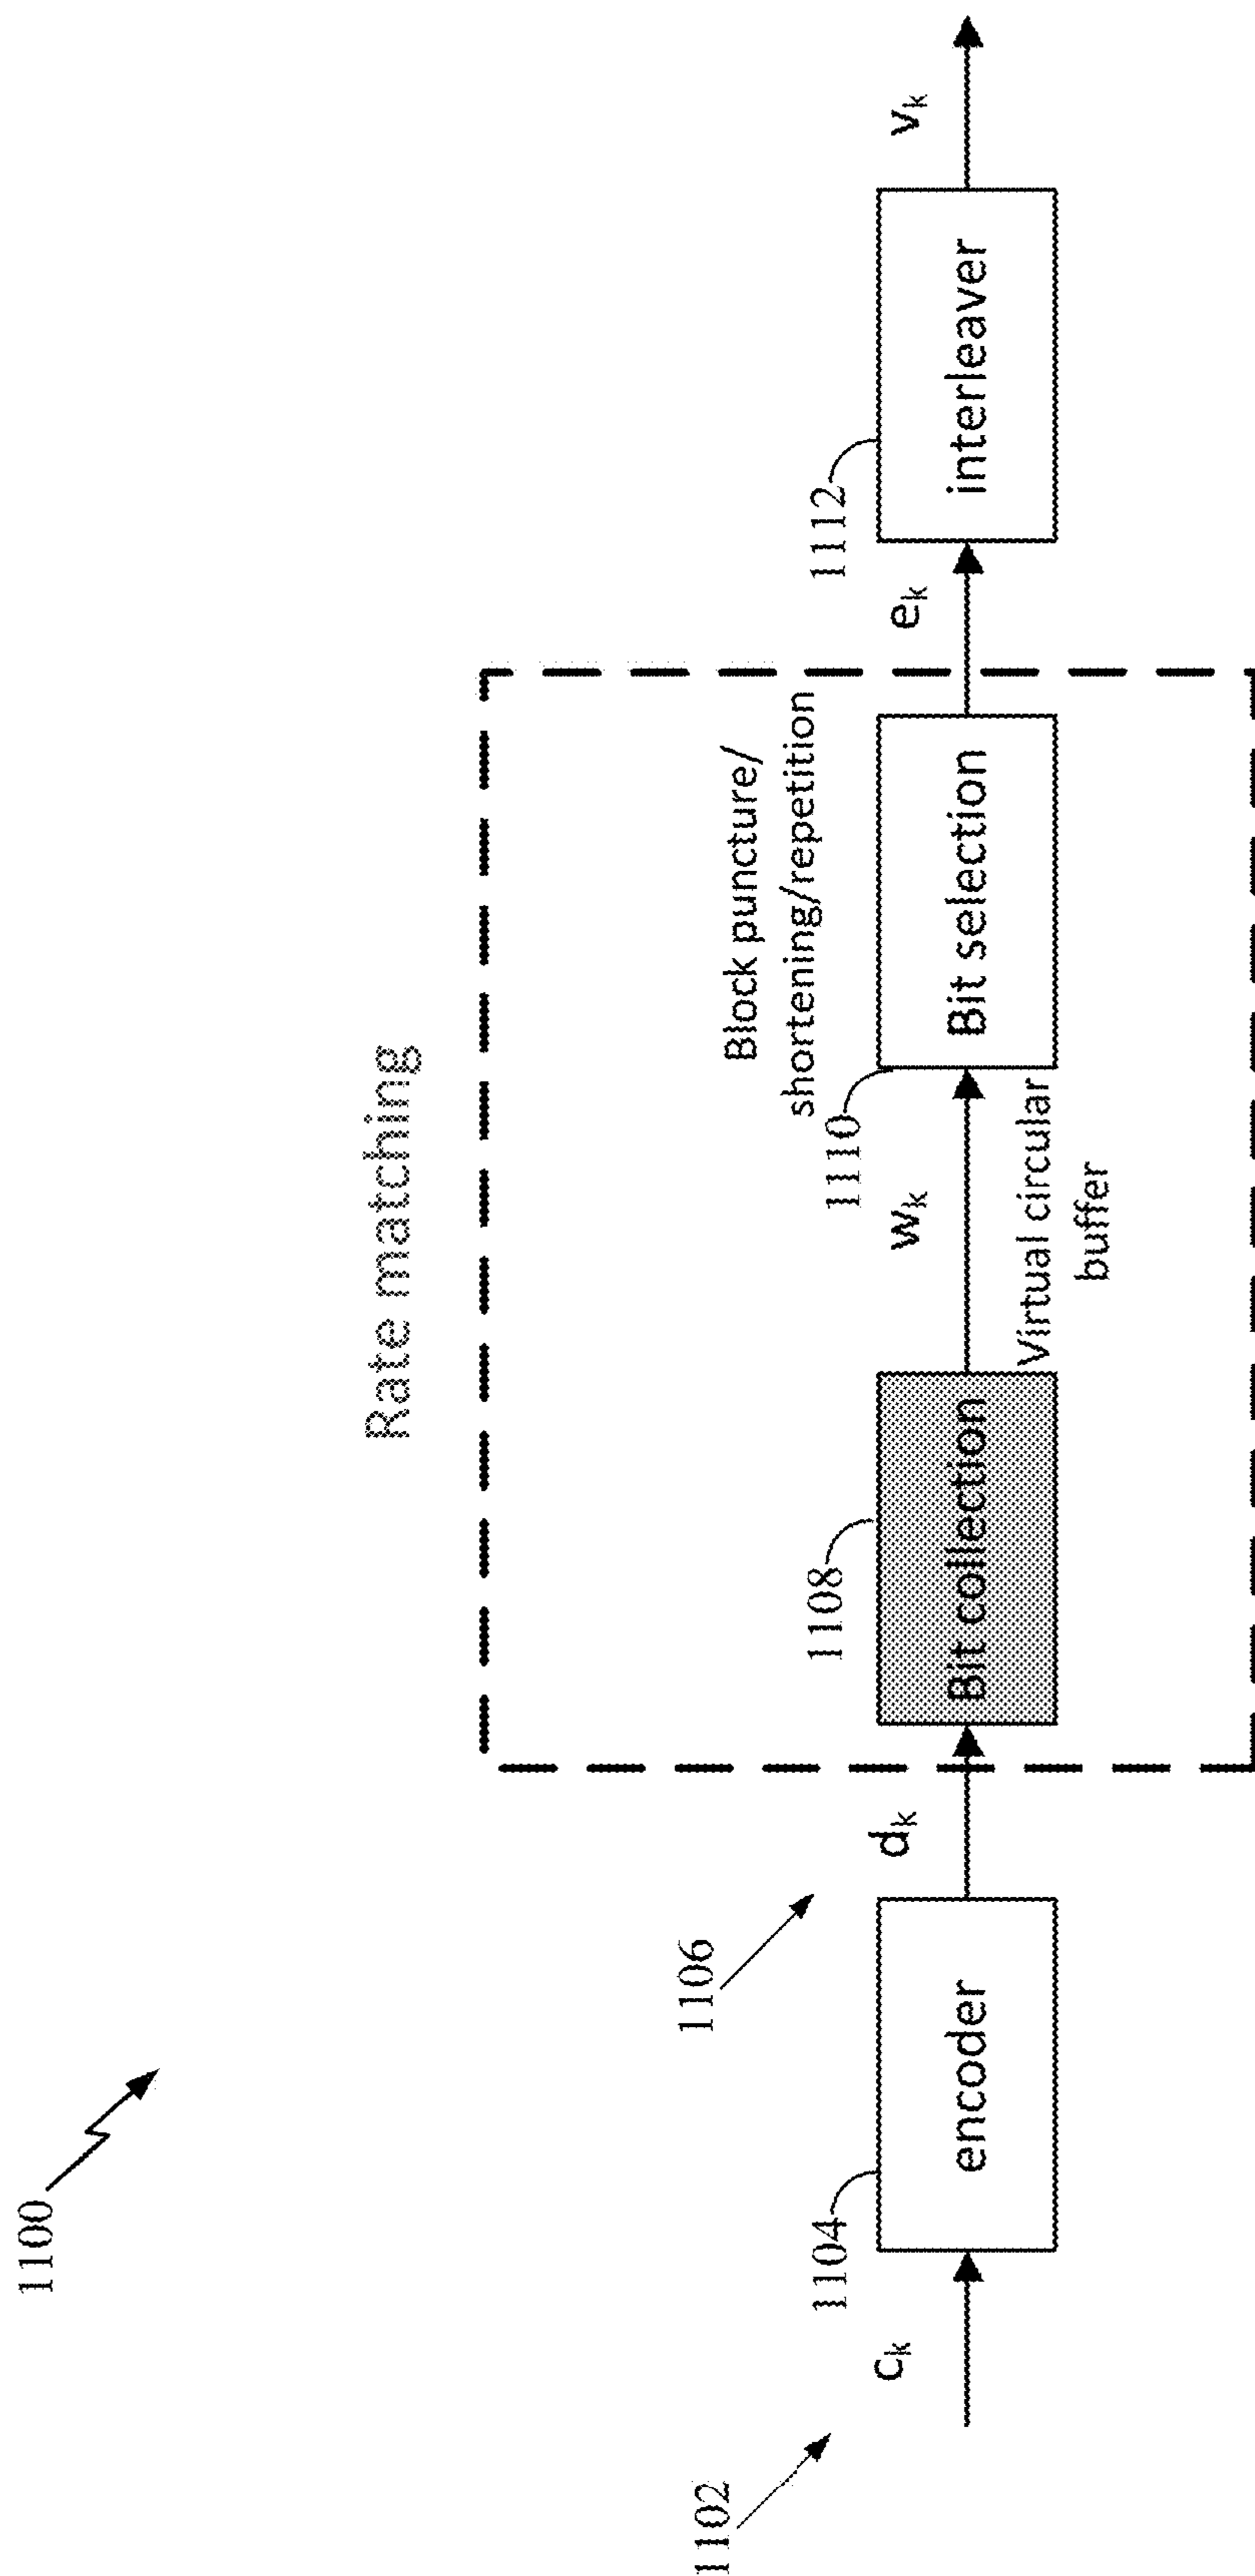 1100
Rate matching
1102
c_k
1104
encoder
1106
d_k
1108
Bit collection
w_k
Virtual circular
buffer
1110
Block puncture/
shortening/repetition
Bit selection
e_k
1112
interleaver
v_k